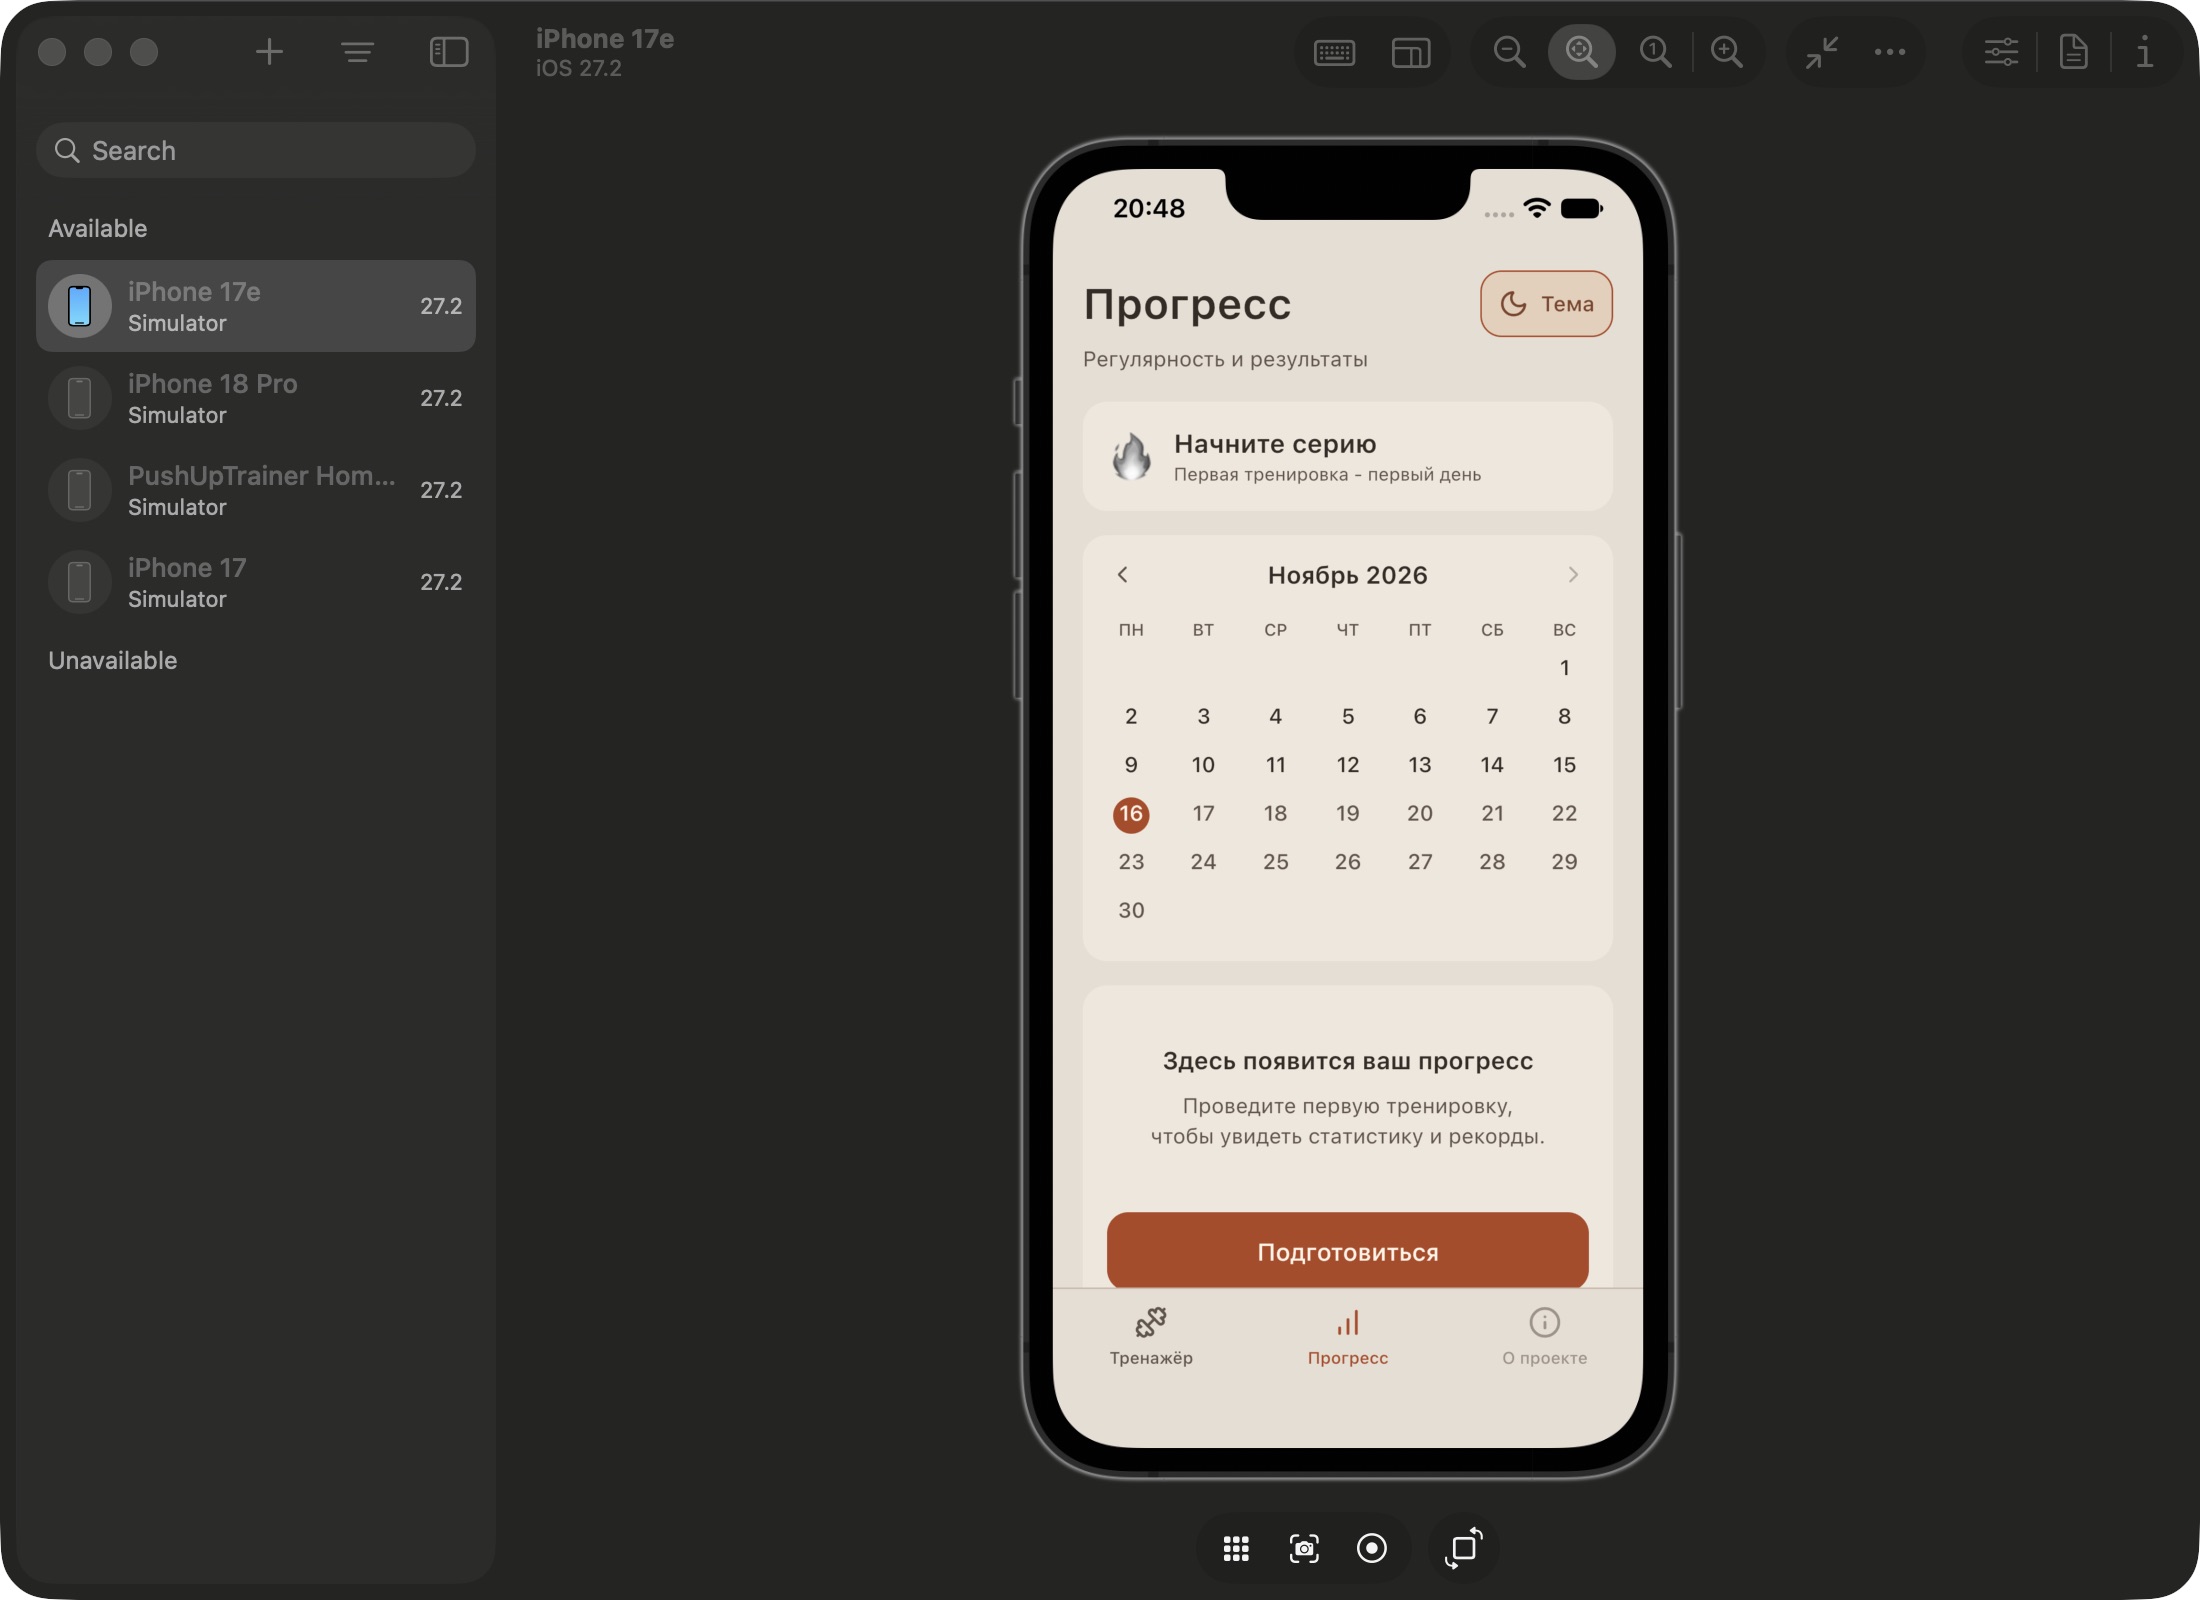 iPhone 17e
iOS 27.2
Search
Available
iPhone 17e
Simulator
27.2
iPhone 18 Pro
Simulator
27.2
PushUpTrainer Hom...
Simulator
27.2
iPhone 17
Simulator
27.2
Unavailable
20:48
Прогресс
Тема
Регулярность и результаты
Начните серию
Первая тренировка - первый день
Ноябрь 2026
ПН ВТ СР ЧТ ПТ СБ ВС
1
2 3 4 5 6 7 8
9 10 11 12 13 14 15
16 17 18 19 20 21 22
23 24 25 26 27 28 29
30
Здесь появится ваш прогресс
Проведите первую тренировку,
чтобы увидеть статистику и рекорды.
Подготовиться
Тренажёр Прогресс О проекте